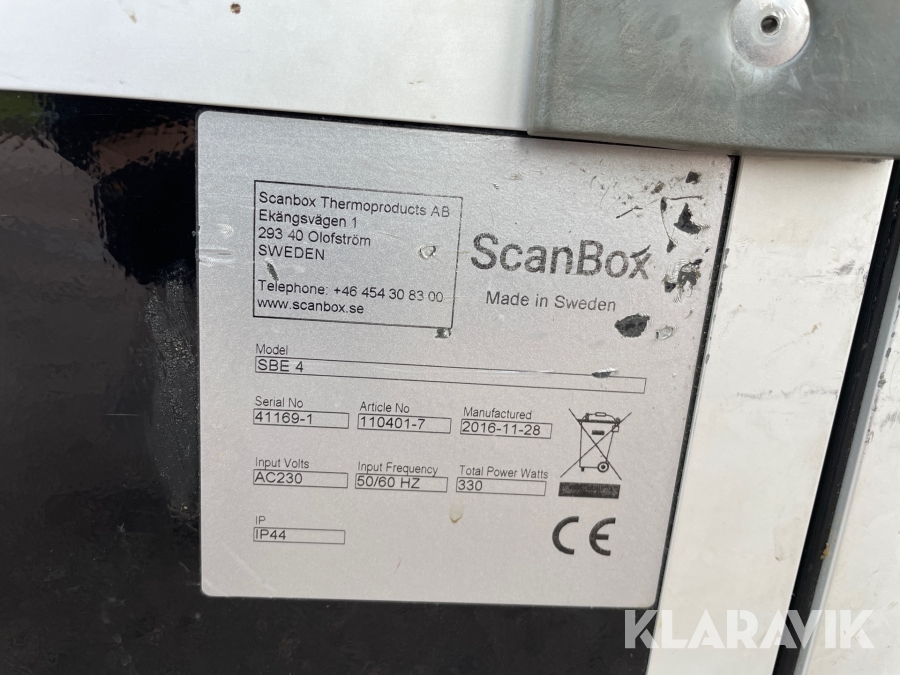 Scanbox Thermoproducts AB
Ekängsvägen 1
293 40 Olofström
SWEDEN
Telephone: +46 454 30 83 00
www.scanbox.se
ScanBox
Made in Sweden
Model
SBE 4
Serial No
41169-1
Article No
110401-7
Manufactured
2016-11-28
Input Volts
AC230
Input Frequency
50/60 HZ
Total Power Watts
330
IP
IP44
CE
KLARAVIK